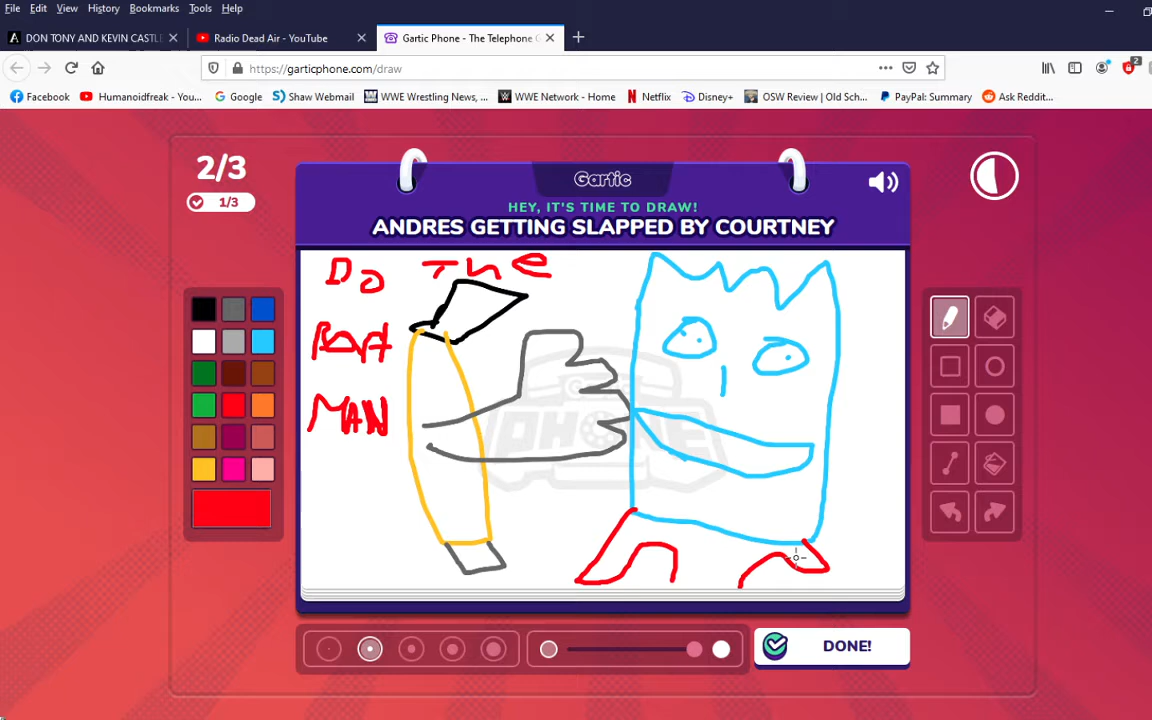 File Edit View History Bookmarks Tools Help
DON TONY AND KEVIN CASTL
Radio Dead Air - YouTube
Gartic Phone - The Telephone G
https://garticphone.com/draw
2
Facebook
Humanoidfreak - You...
Google
Shaw Webmail
WWE Wrestling News, ...
WWE Network - Home
Netflix
Disney+
OSW Review | Old Sch...
PayPal: Summary
Ask Reddit...
2/3
1/3
Gartic
HEY, IT'S TIME TO DRAW!
ANDRES GETTING SLAPPED BY COURTNEY
Do The
MAN
PHONE
DONE!